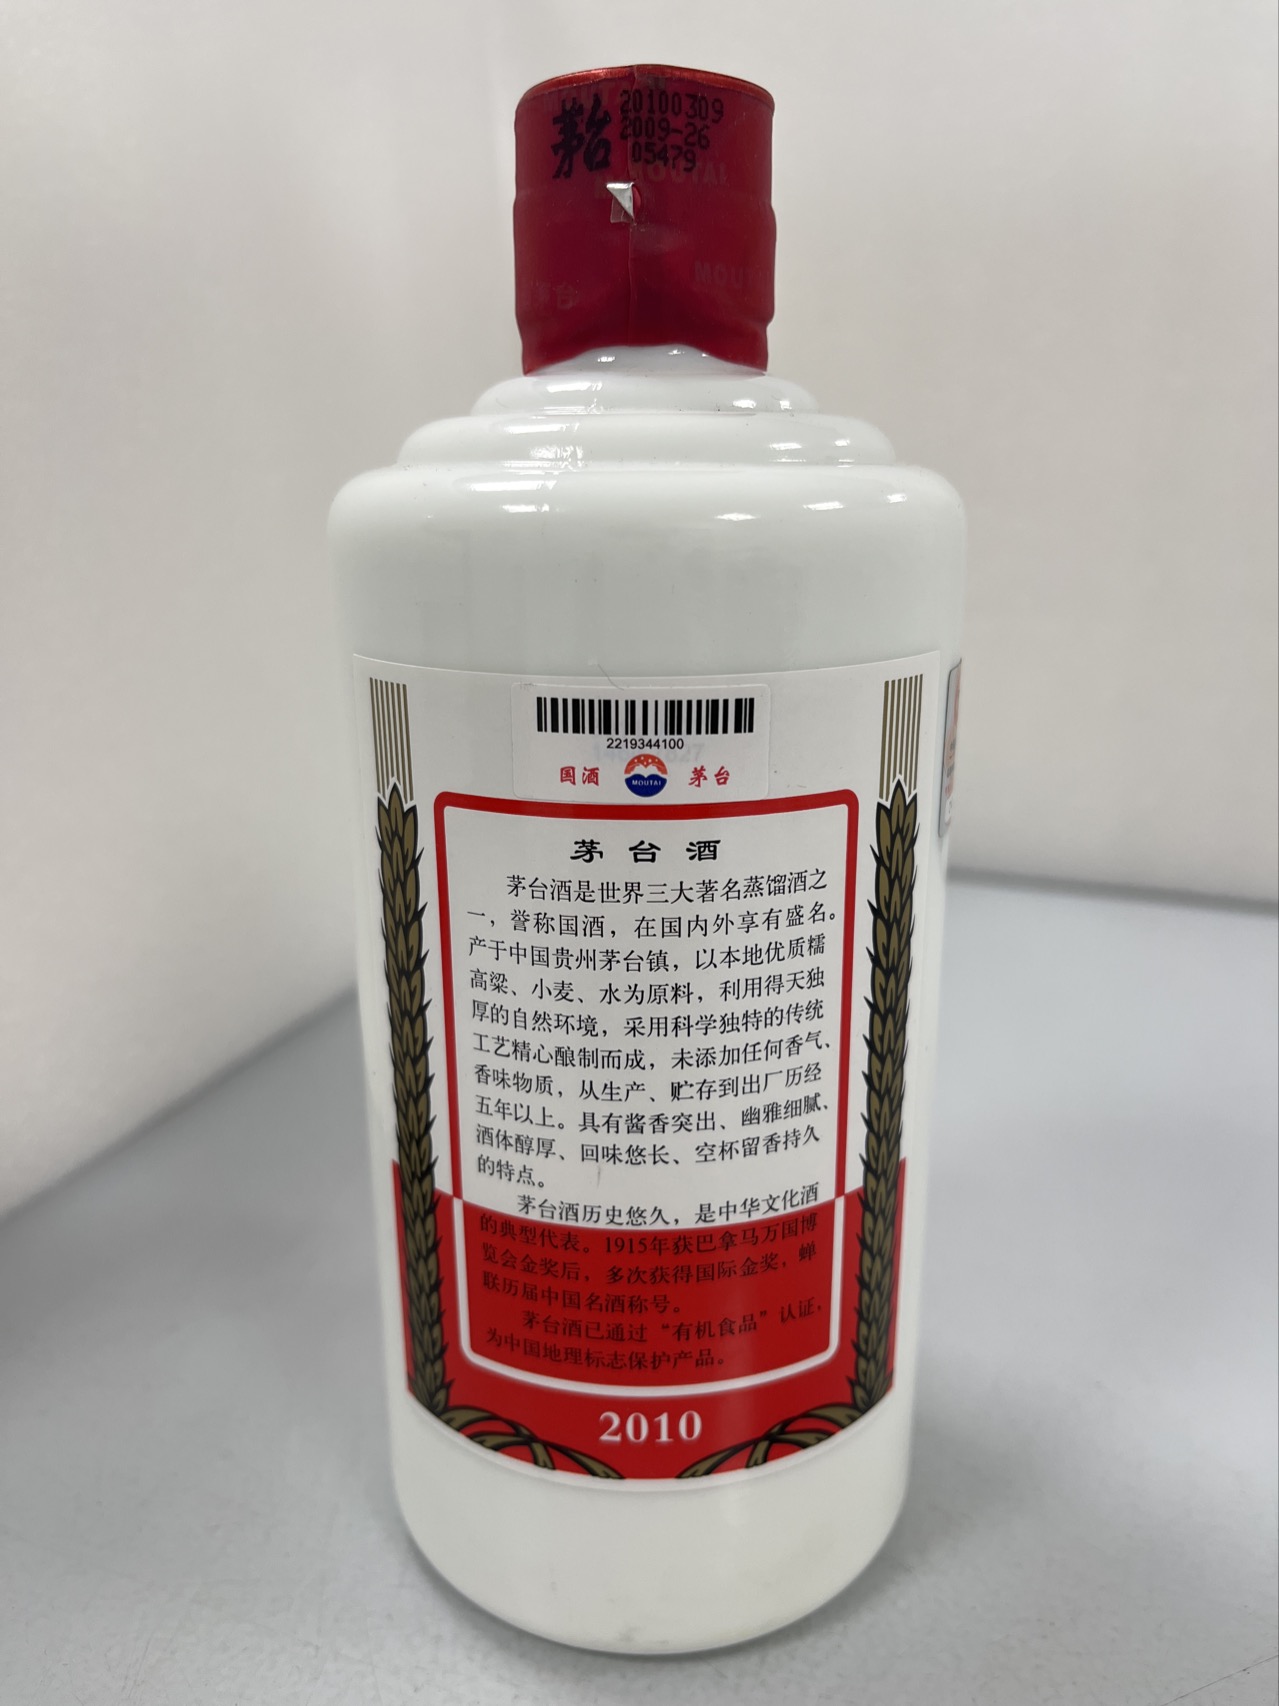 茅台
20100309
2009-26
05479
MOUTAI
MOUTAI
2219344100
国酒 MOUTAI 茅台
茅台酒
茅台酒是世界三大著名蒸馏酒之
一，誉称国酒，在国内外享有盛名。
产于中国贵州茅台镇，以本地优质糯
高粱、小麦、水为原料，利用得天独
厚的自然环境，采用科学独特的传统
工艺精心酿制而成，未添加任何香气、
香味物质，从生产、贮存到出厂历经
五年以上。具有酱香突出、幽雅细腻、
酒体醇厚、回味悠长、空杯留香持久
的特点。
茅台酒历史悠久，是中华文化酒
的典型代表。1915年获巴拿马万国博
览会金奖后，多次获得国际金奖，蝉
联历届中国名酒称号。
茅台酒已通过“有机食品”认证，
为中国地理标志保护产品。
2010